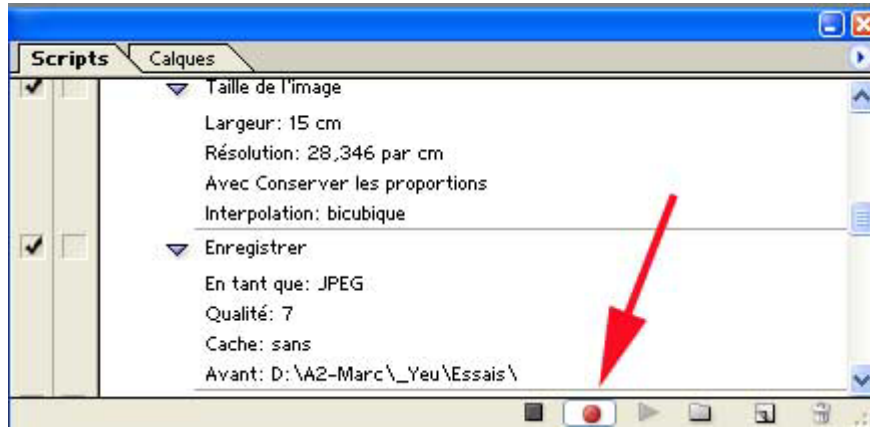 Scripts
Calques
Taille de l'image
Largeur: 15 cm
Résolution: 28,346 par cm
Avec Conserver les proportions
Interpolation: bicubique
Enregistrer
En tant que: JPEG
Qualité: 7
Cache: sans
Avant: D:\A2-Marc\_Yeu\Essais\